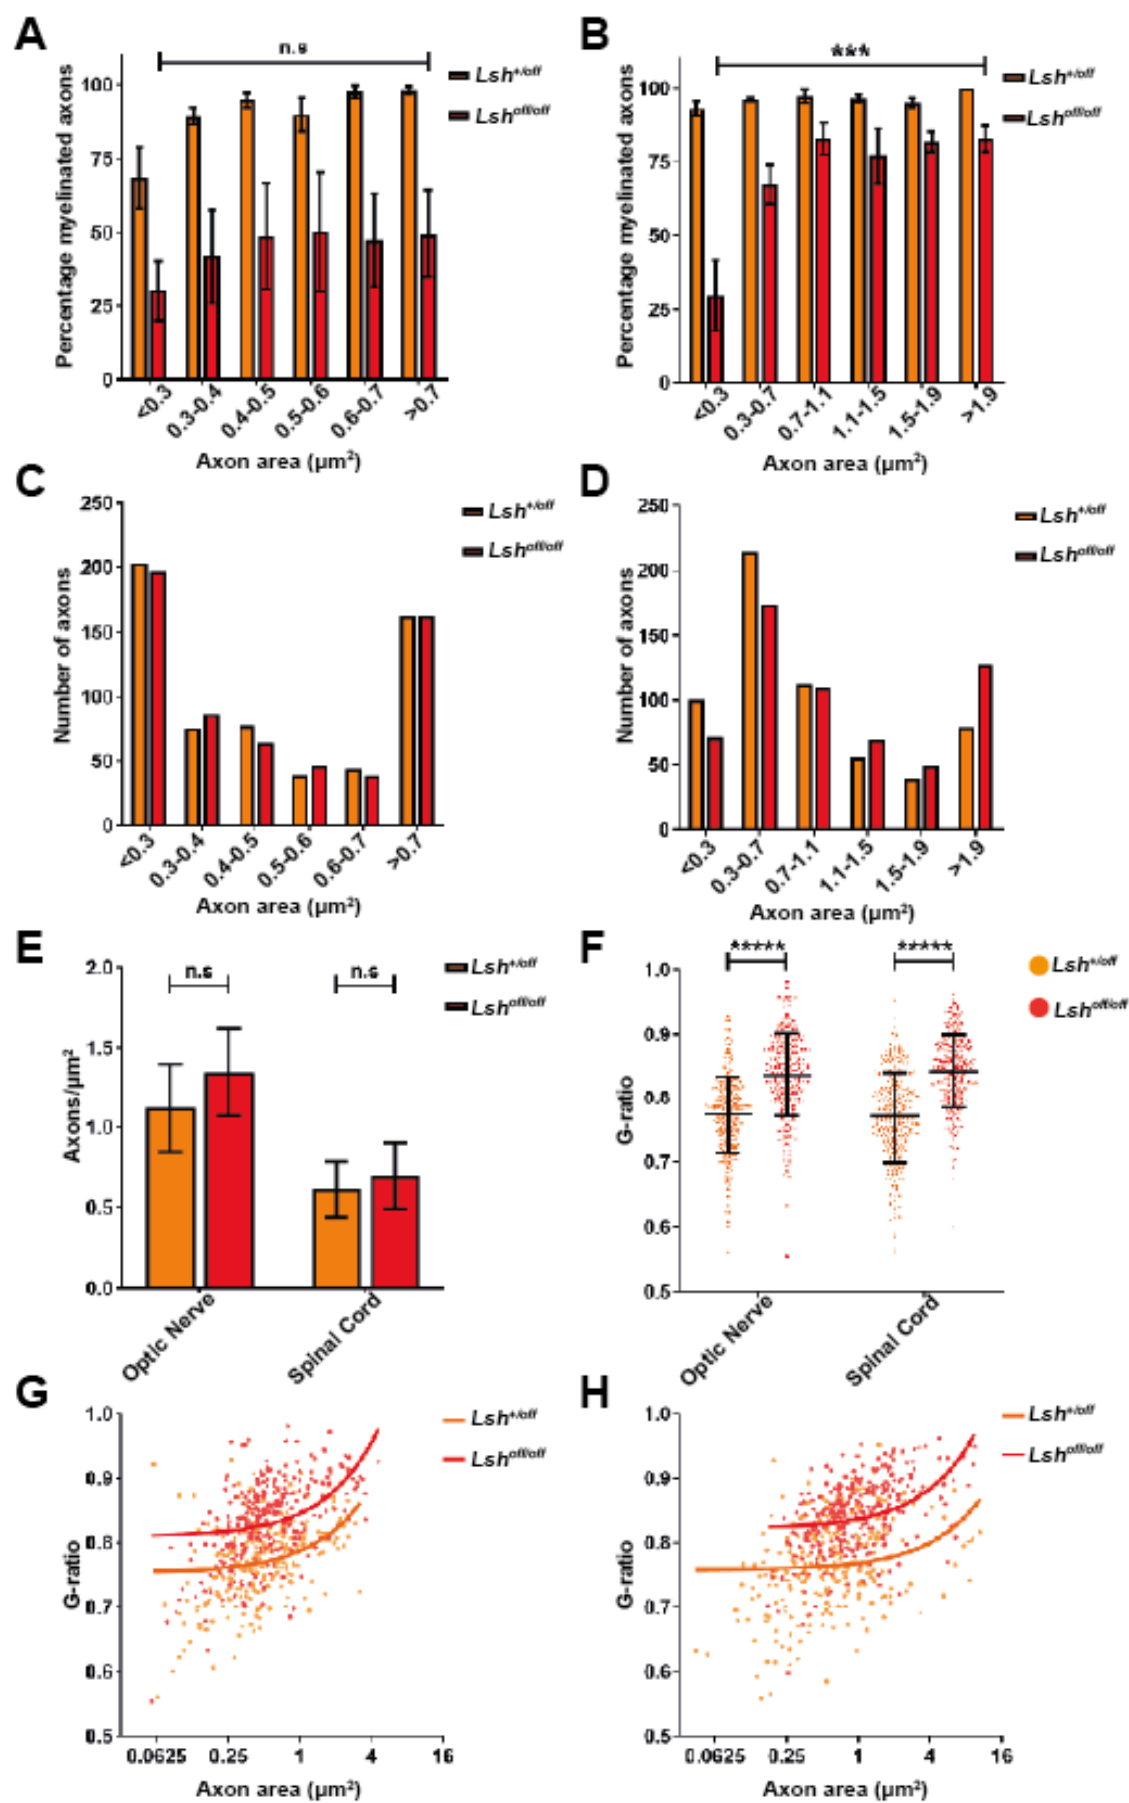 A
n.s
Lsh+/off
Lshoff/off
Percentage myelinated axons
100
75
50
25
0
<0.3
0.3-0.4
0.4-0.5
0.5-0.6
0.6-0.7
>0.7
Axon area (µm²)
B
***
Lsh+/off
Lshoff/off
Percentage myelinated axons
100
75
50
25
0
<0.3
0.3-0.7
0.7-1.1
1.1-1.5
1.5-1.9
>1.9
Axon area (µm²)
C
Lsh+/off
Lshoff/off
Number of axons
250
200
150
100
50
0
<0.3
0.3-0.4
0.4-0.5
0.5-0.6
0.6-0.7
>0.7
Axon area (µm²)
D
Lsh+/off
Lshoff/off
Number of axons
250
200
150
100
50
0
<0.3
0.3-0.7
0.7-1.1
1.1-1.5
1.5-1.9
>1.9
Axon area (µm²)
E
n.s
n.s
Lsh+/off
Lshoff/off
Axons/µm²
2.0
1.5
1.0
0.5
0.0
Optic Nerve
Spinal Cord
F
*****
*****
Lsh+/off
Lshoff/off
G-ratio
1.0
0.9
0.8
0.7
0.6
0.5
Optic Nerve
Spinal Cord
G
Lsh+/off
Lshoff/off
G-ratio
1.0
0.9
0.8
0.7
0.6
0.5
0.0625
0.25
1
4
16
Axon area (µm²)
H
Lsh+/off
Lshoff/off
G-ratio
1.0
0.9
0.8
0.7
0.6
0.5
0.0625
0.25
1
4
16
Axon area (µm²)